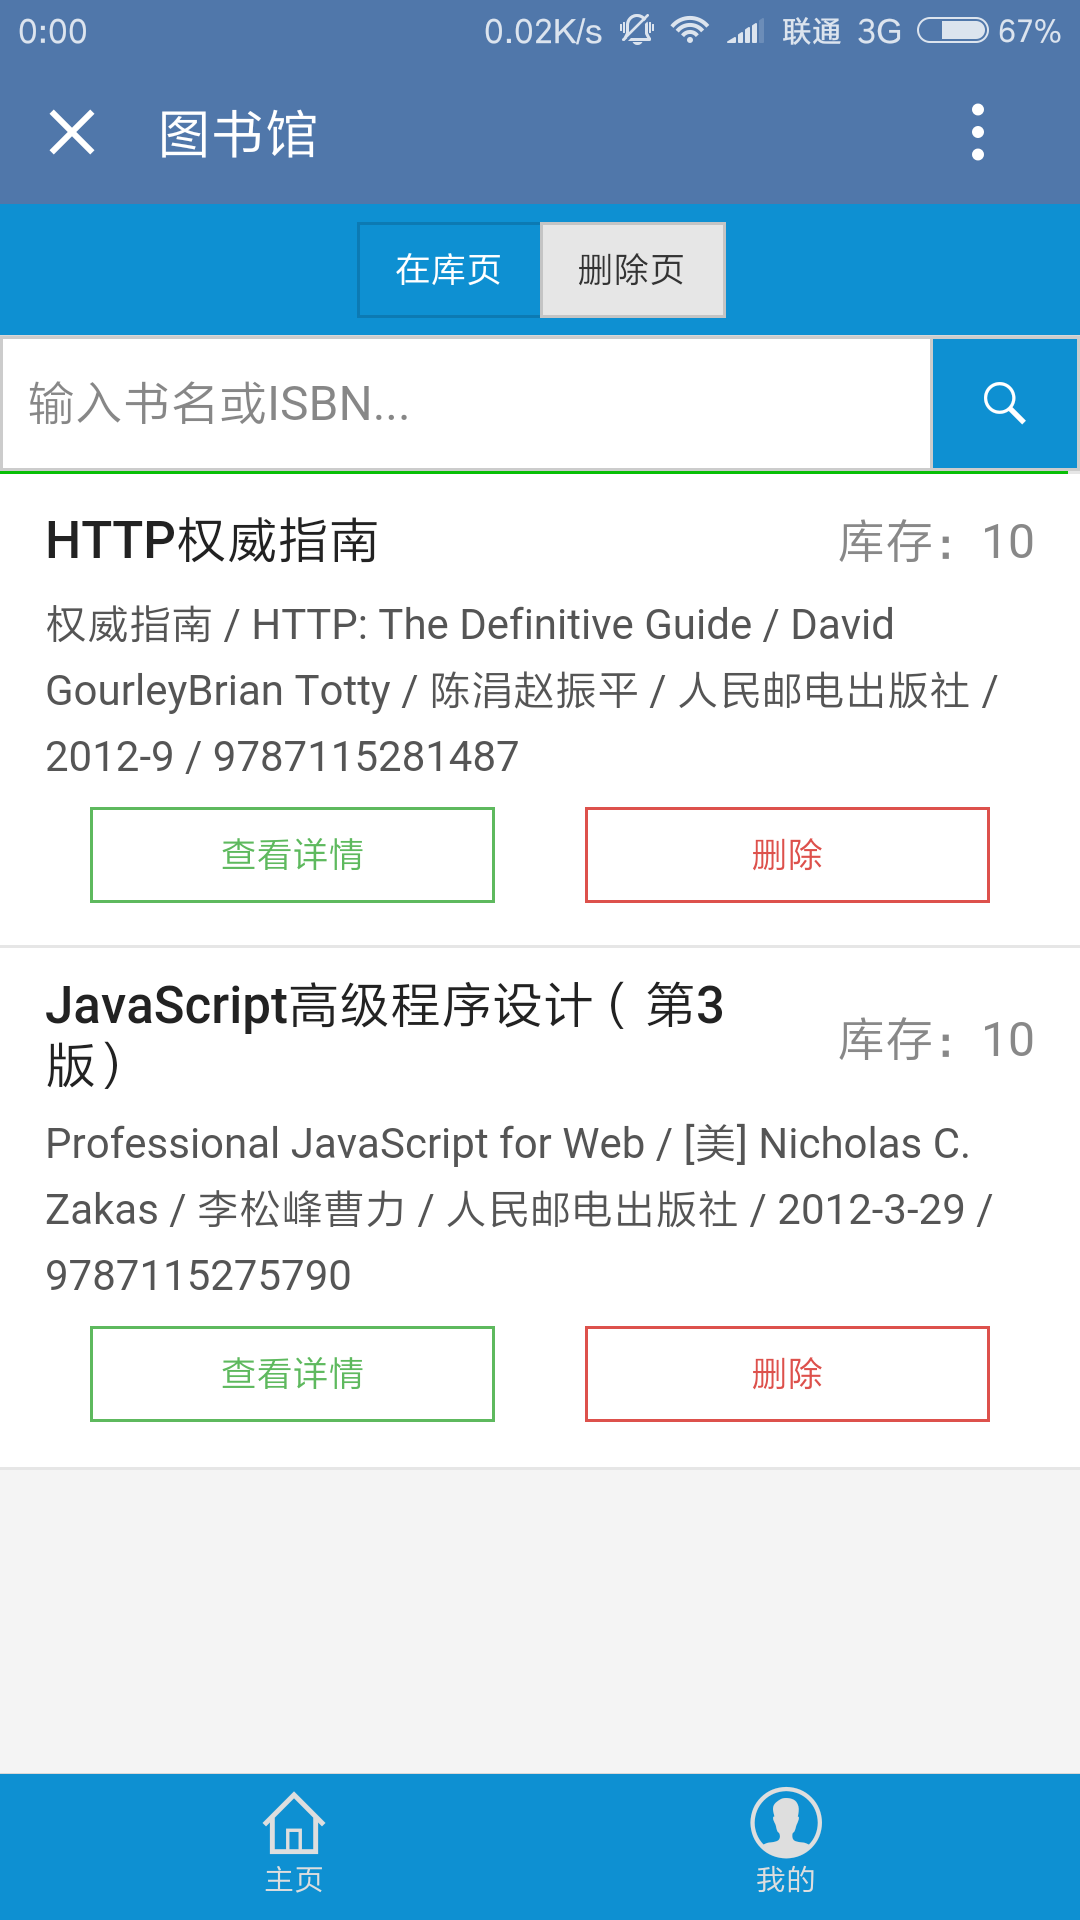 0:00 0.02K/s 联通 3G 67%
图书馆
在库页 删除页
输入书名或ISBN...
HTTP权威指南 库存：10
权威指南 / HTTP: The Definitive Guide / David
GourleyBrian Totty / 陈涓赵振平 / 人民邮电出版社 /
2012-9 / 9787115281487
查看详情 删除
JavaScript高级程序设计（第3
版） 库存：10
Professional JavaScript for Web / [美] Nicholas C.
Zakas / 李松峰曹力 / 人民邮电出版社 / 2012-3-29 /
9787115275790
查看详情 删除
主页 我的